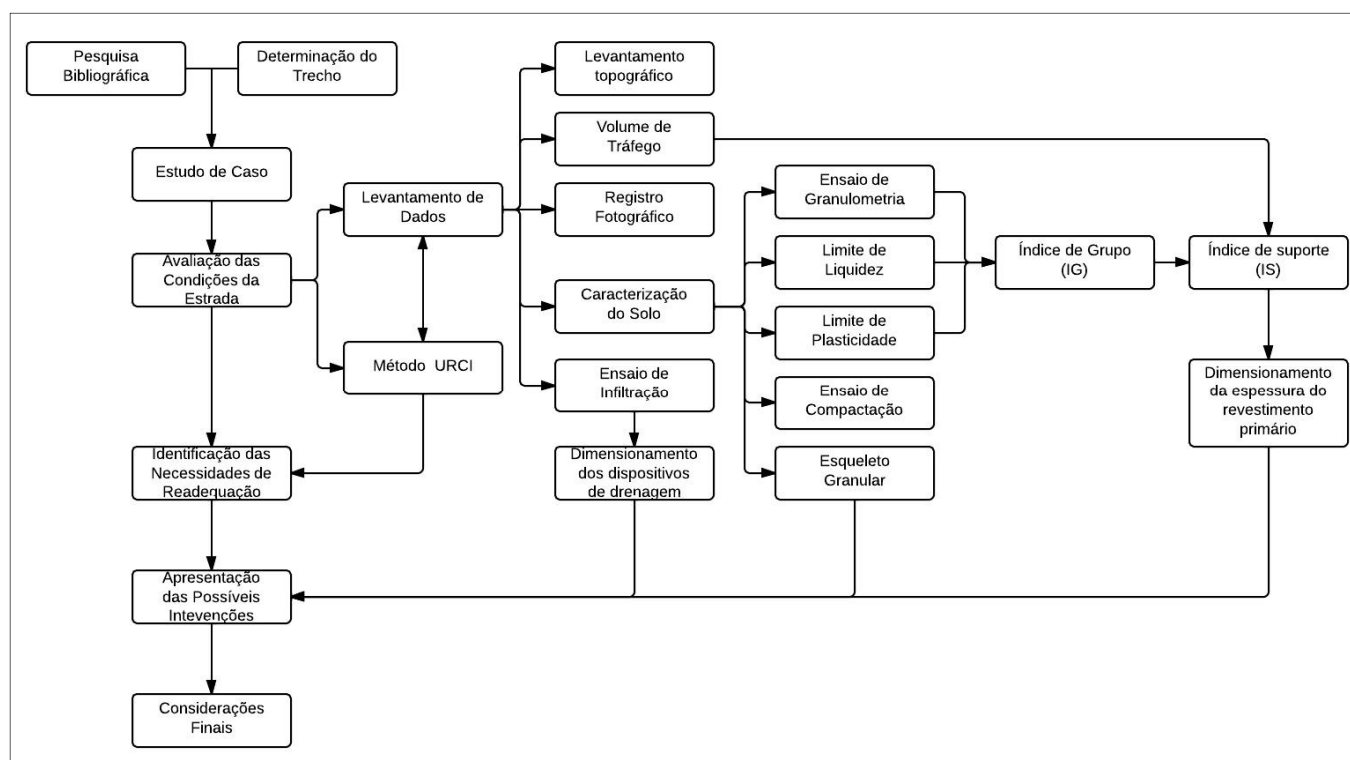 Pesquisa
Bibliográfica
Determinação do
Trecho
Estudo de Caso
Avaliação das
Condições da
Estrada
Identificação das
Necessidades de
Readequação
Apresentação
das Possíveis
Intevenções
Considerações
Finais
Levantamento de
Dados
Método URCI
Levantamento
topográfico
Volume de
Tráfego
Registro
Fotográfico
Caracterização
do Solo
Ensaio de
Infiltração
Dimensionamento
dos dispositivos
de drenagem
Ensaio de
Granulometria
Limite de
Liquidez
Limite de
Plasticidade
Ensaio de
Compactação
Esqueleto
Granular
Índice de Grupo
(IG)
Índice de suporte
(IS)
Dimensionamento
da espessura do
revestimento
primário